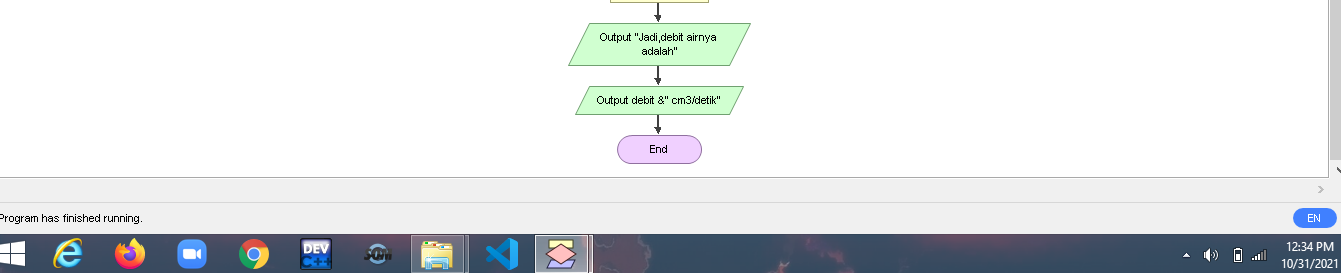 Output "Jadi,debit airnya
adalah"
Output debit &" cm3/detik"
End
Program has finished running.
EN
DEV
C++
12:34 PM
10/31/2021